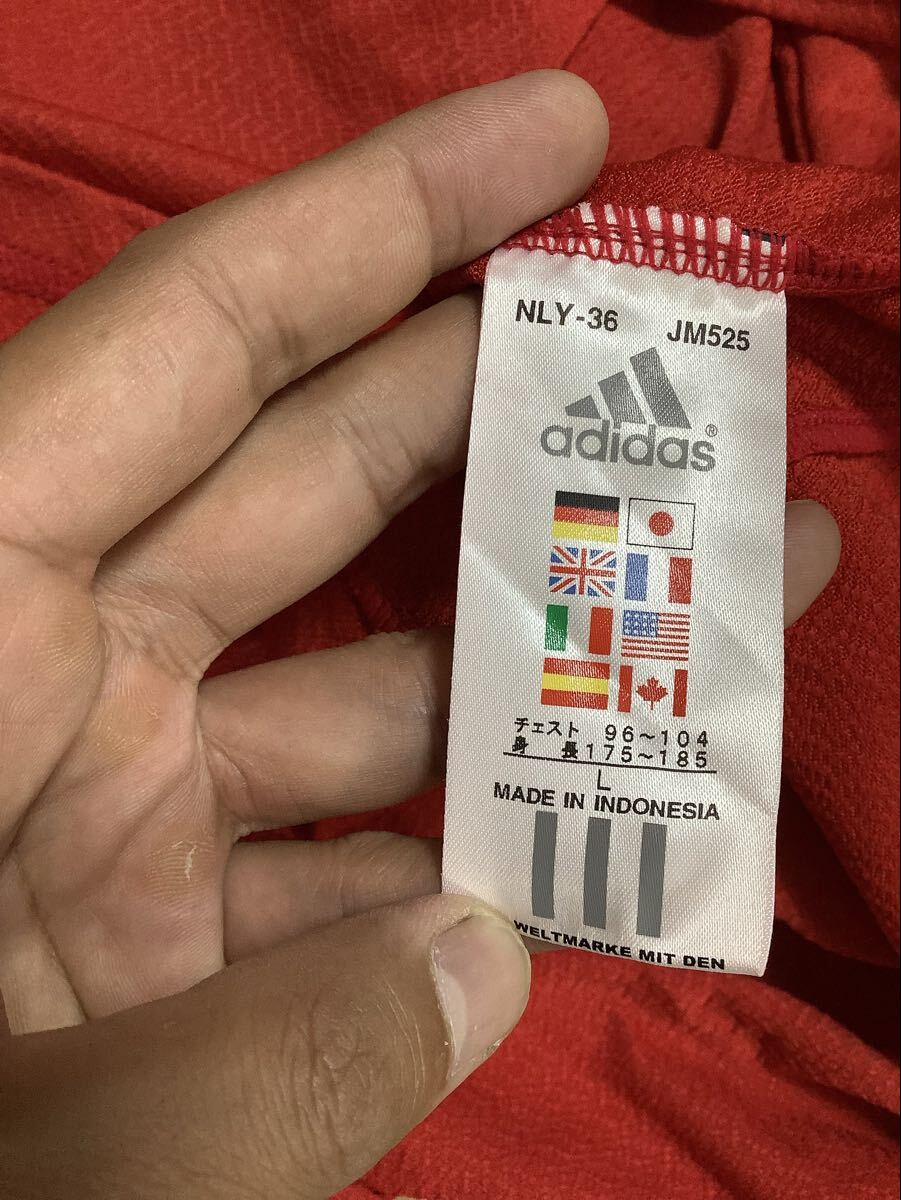 NLY-36 JM525
adidas®
チェスト 96～104
身長 175～185
L
MADE IN INDONESIA
WELTMARKE MIT DEN